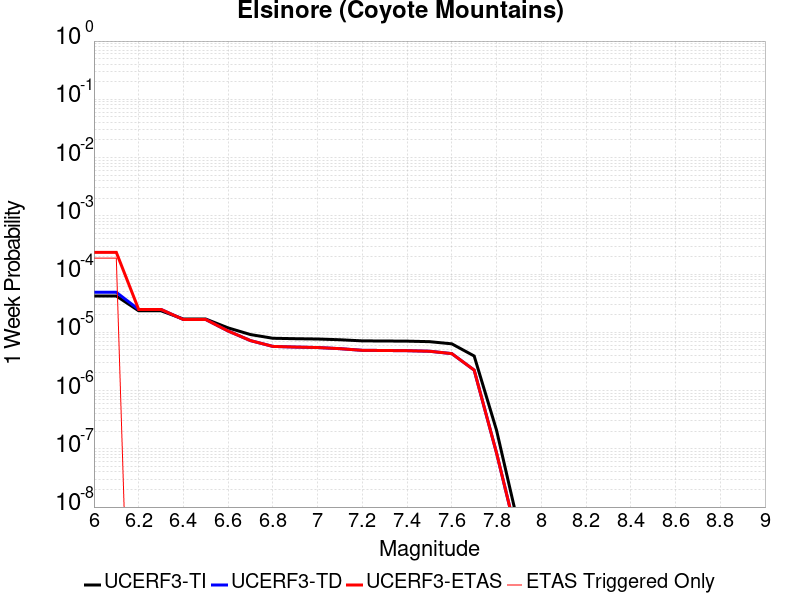 Elsinore (Coyote Mountains)
10 0
10 -1
10 -2
10 -3
10 -4
10 -5
10 -6
10 -7
10 -8
1 Week Probability
6 6.2 6.4 6.6 6.8 7 7.2 7.4 7.6 7.8 8 8.2 8.4 8.6 8.8 9
Magnitude
UCERF3-TI UCERF3-TD UCERF3-ETAS ETAS Triggered Only